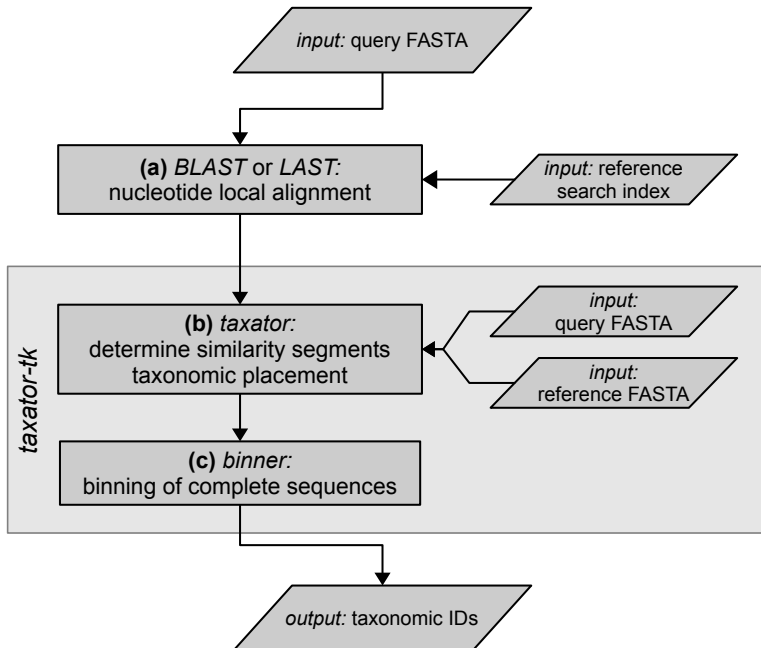 input: query FASTA
(a) BLAST or LAST:
nucleotide local alignment
input: reference
search index
taxator-tk
(b) taxator:
determine similarity segments
taxonomic placement
input:
query FASTA
input:
reference FASTA
(c) binner:
binning of complete sequences
output: taxonomic IDs